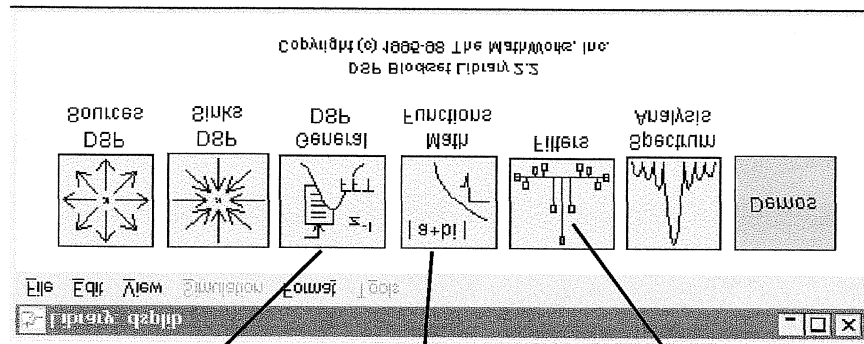 Library: dsplib
File Edit View Simulation Format Tools
z-1
FFT
|a+bi|
Demos
DSP
Sources
DSP
Sinks
General
DSP
Math
Functions
Filters
Spectrum
Analysis
DSP Blockset Library 2.2
Copyright (c) 1995-98 The MathWorks, Inc.